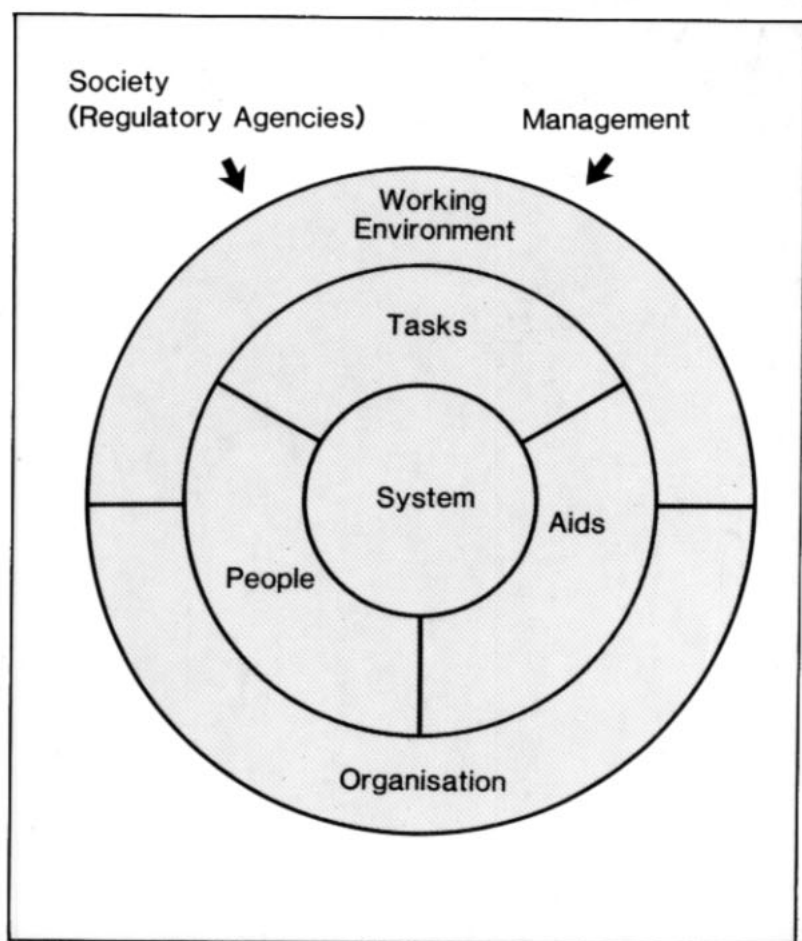 Society
(Regulatory Agencies)
Management
Working
Environment
Tasks
System
Aids
People
Organisation